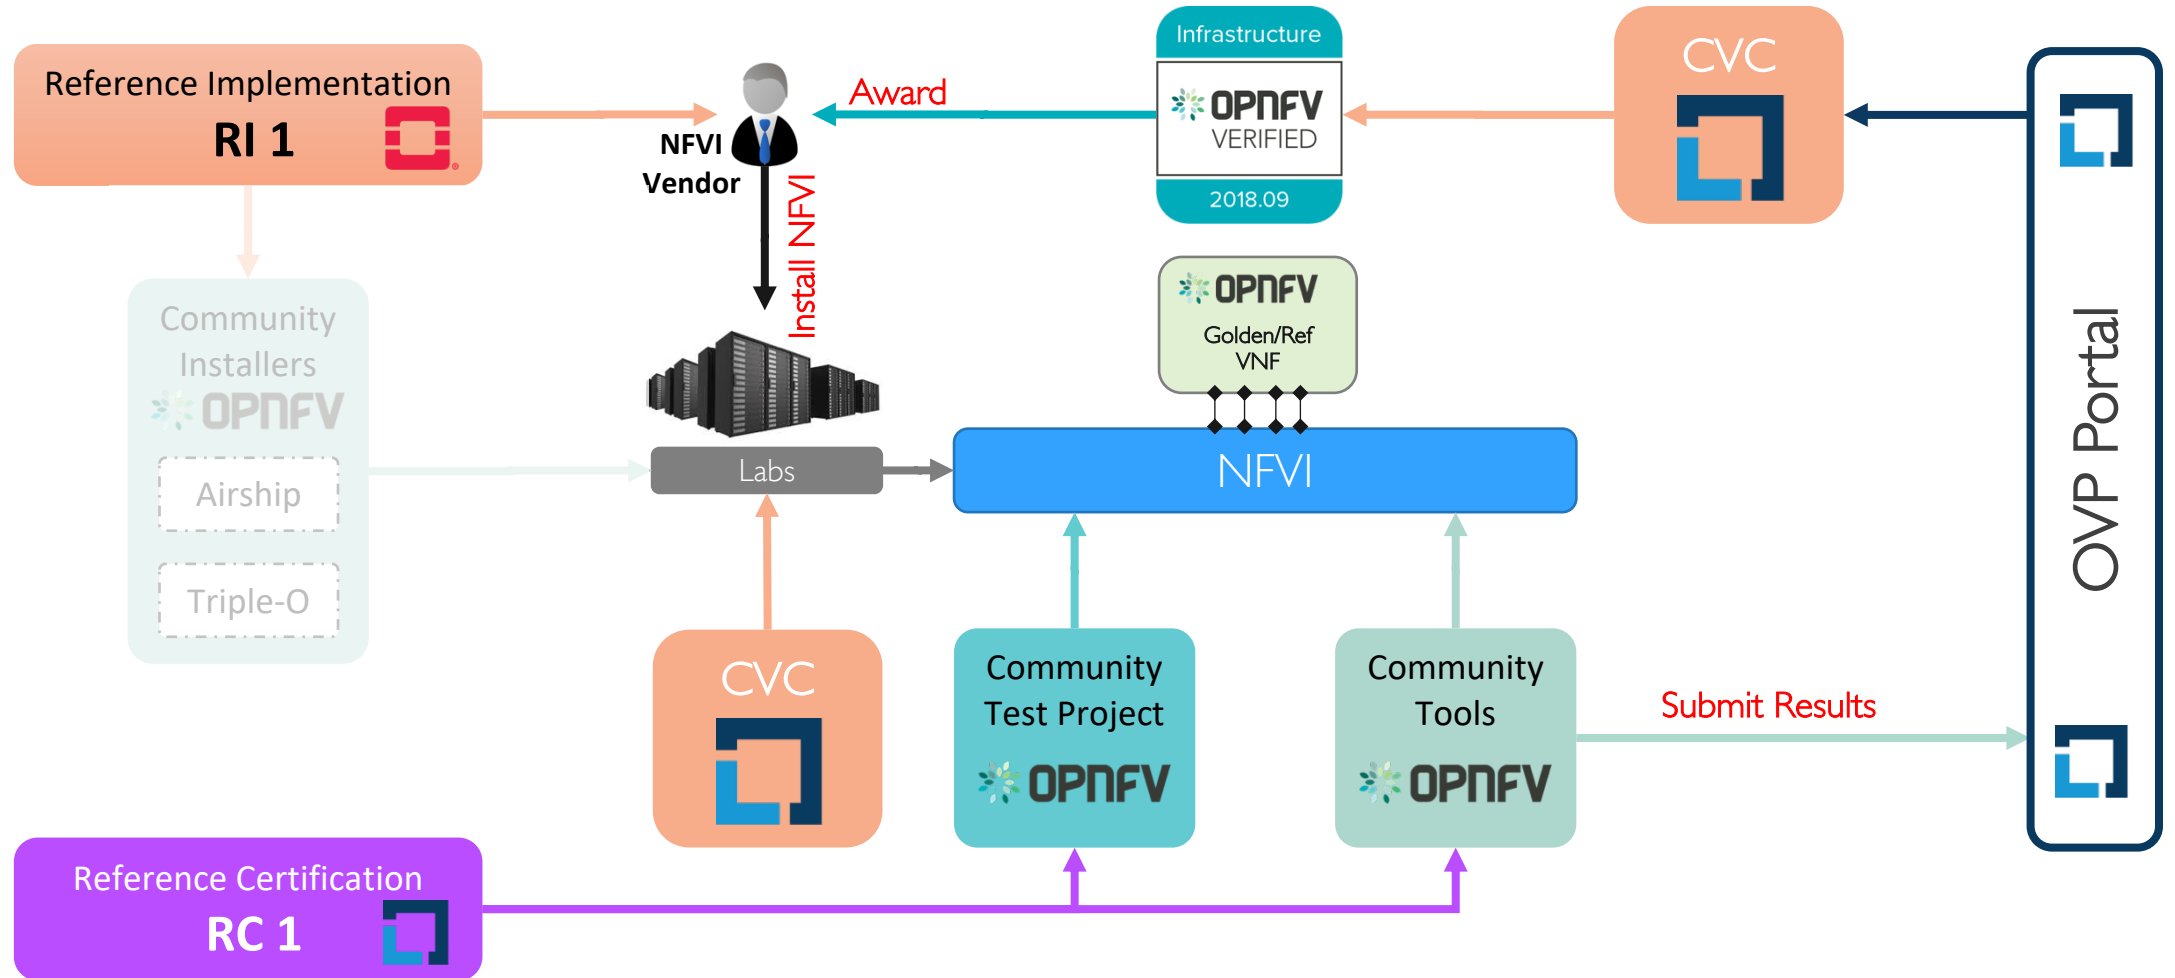 Reference Implementation
RI 1
®
NFVI
Vendor
Award
Infrastructure
OPNFV
VERIFIED
2018.09
CVC
Install NFVI
Community
Installers
OPNFV
Airship
Triple-O
Labs
OPNFV
Golden/Ref
VNF
NFVI
OVP Portal
CVC
Community
Test Project
OPNFV
Community
Tools
OPNFV
Submit Results
Reference Certification
RC 1